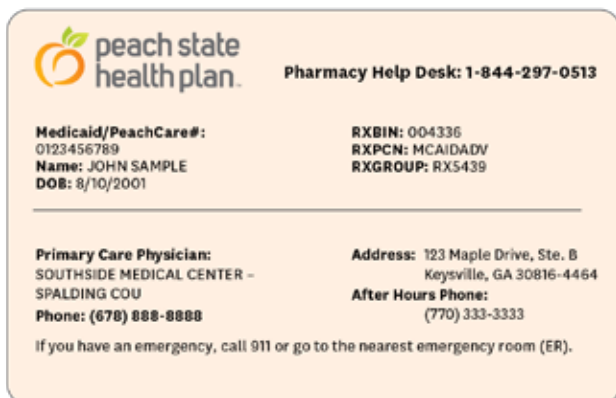 peach state
health plan™
Pharmacy Help Desk: 1-844-297-0513
Medicaid/PeachCare#:
0123456789
Name: JOHN SAMPLE
DOB: 8/10/2001
RXBIN: 004336
RXPCN: MCAIDADV
RXGROUP: RX5439
Primary Care Physician:
SOUTHSIDE MEDICAL CENTER –
SPALDING COU
Phone: (678) 888-8888
Address: 123 Maple Drive, Ste. B
Keysville, GA 30816-4464
After Hours Phone:
(770) 333-3333
If you have an emergency, call 911 or go to the nearest emergency room (ER).